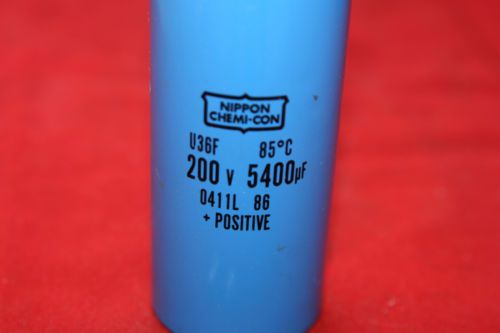 NIPPON
CHEMI-CON
U36F 85°C
200 V 5400µF
0411L 86
+ POSITIVE